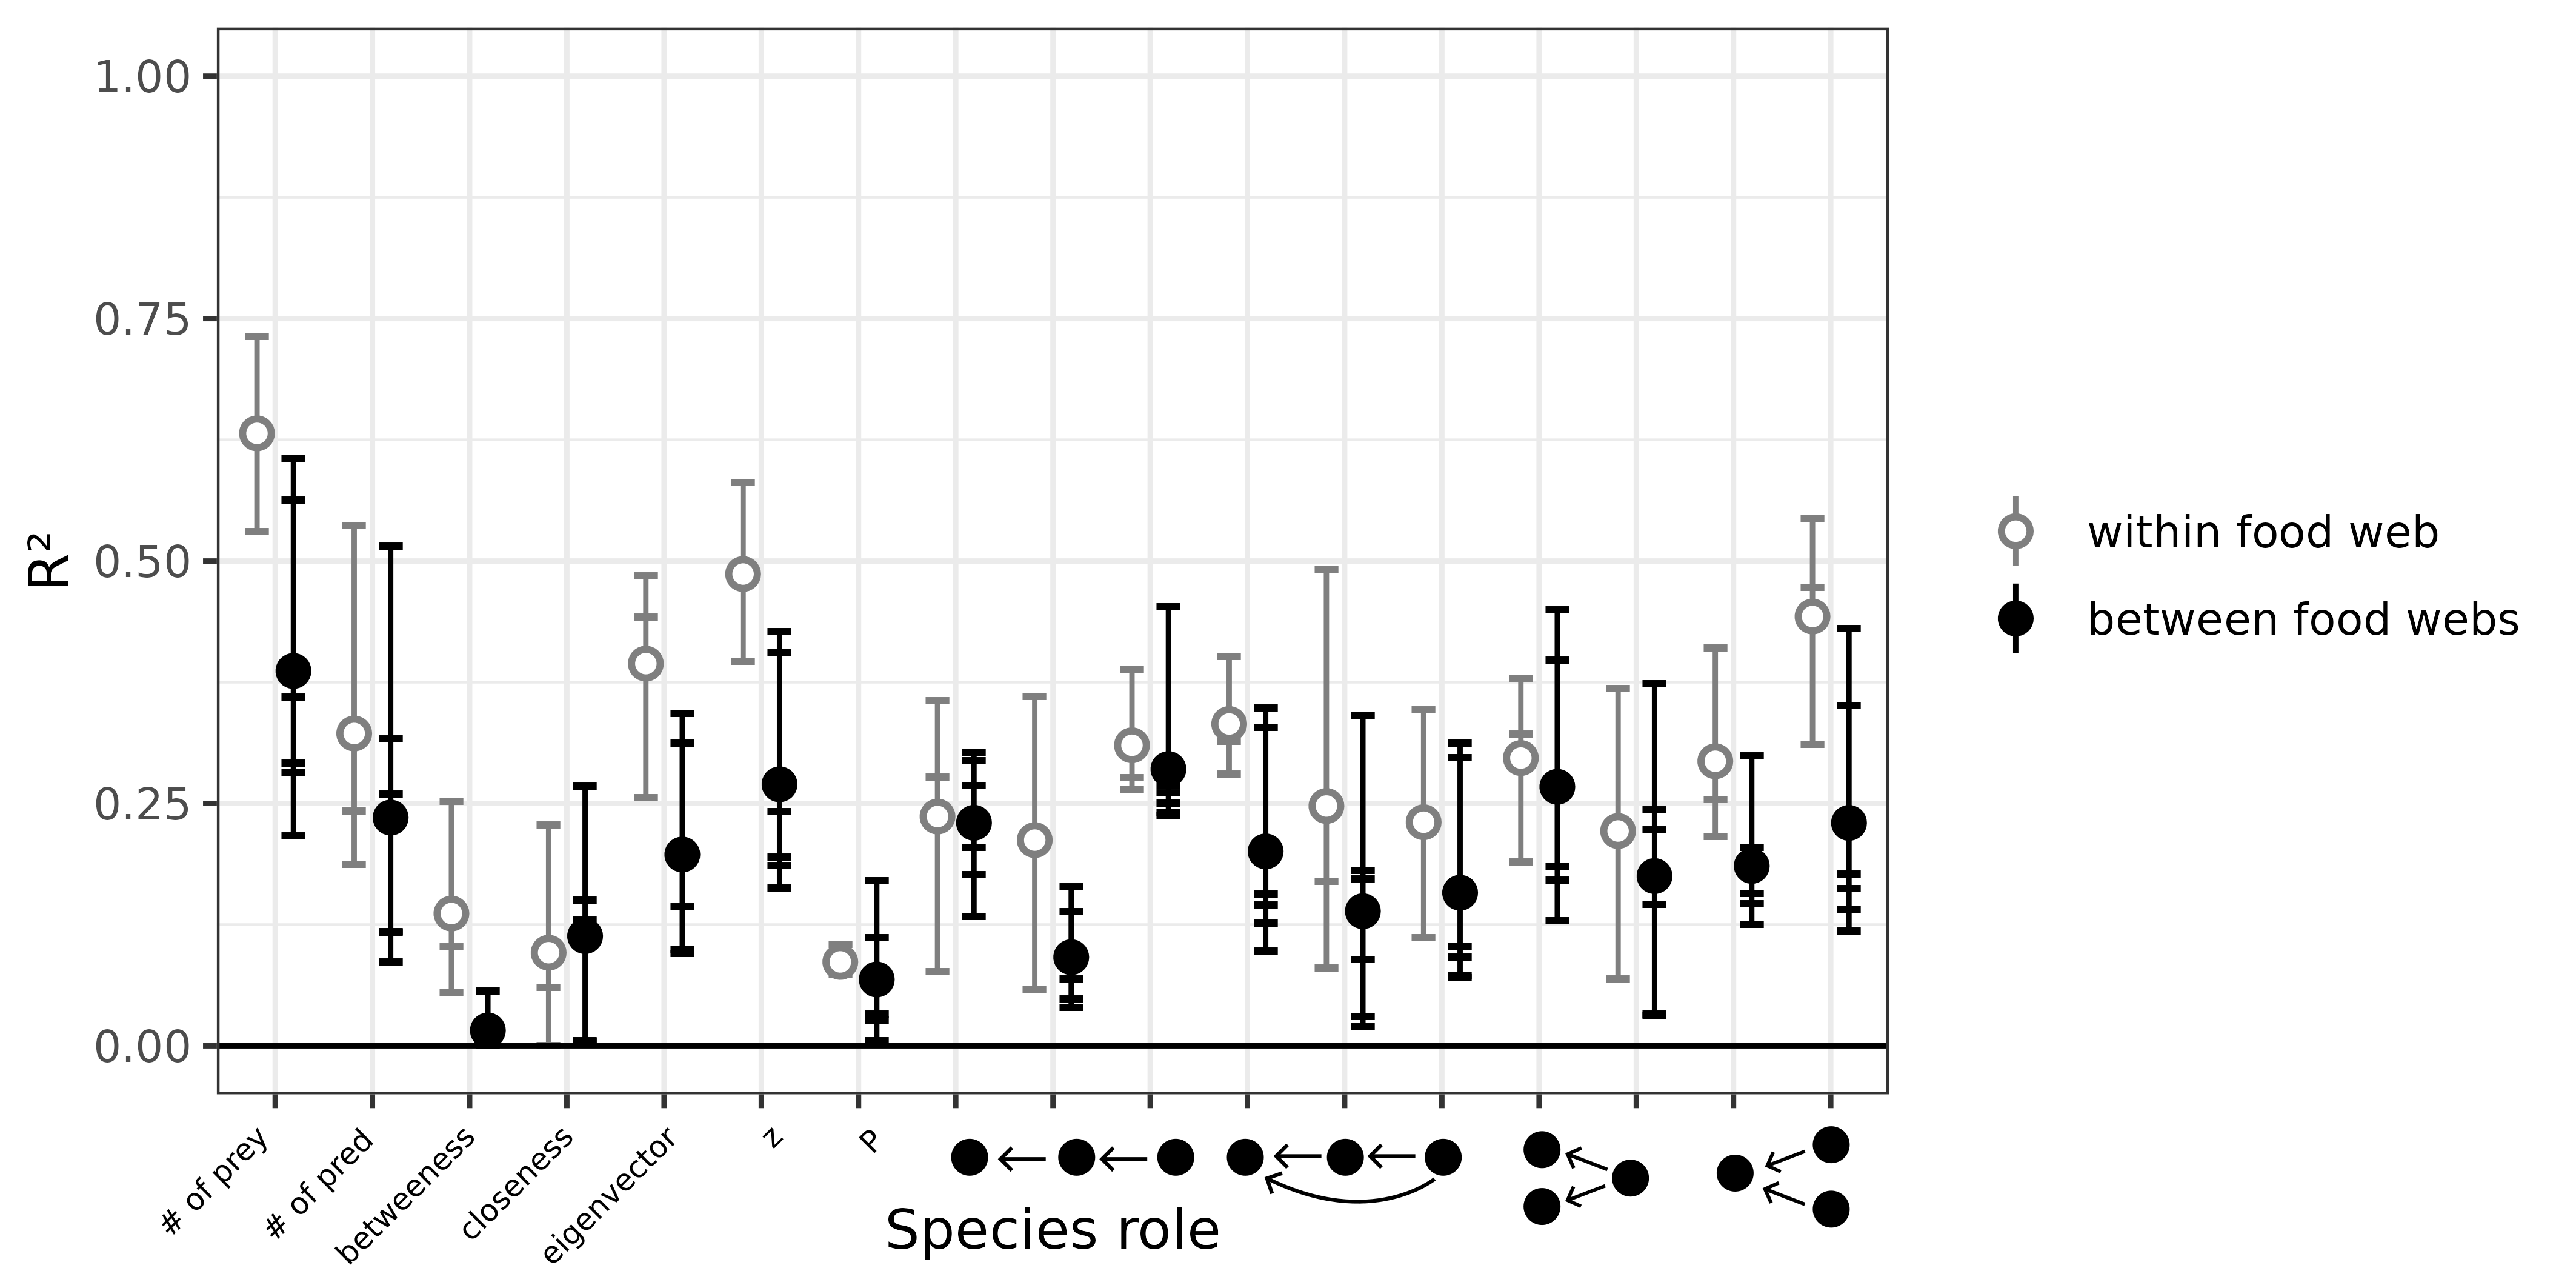 1.00
0.75
0.50
0.25
0.00
R²
# of prey
# of pred
betweeness
closeness
eigenvector
z
P
Species role
within food web
between food webs